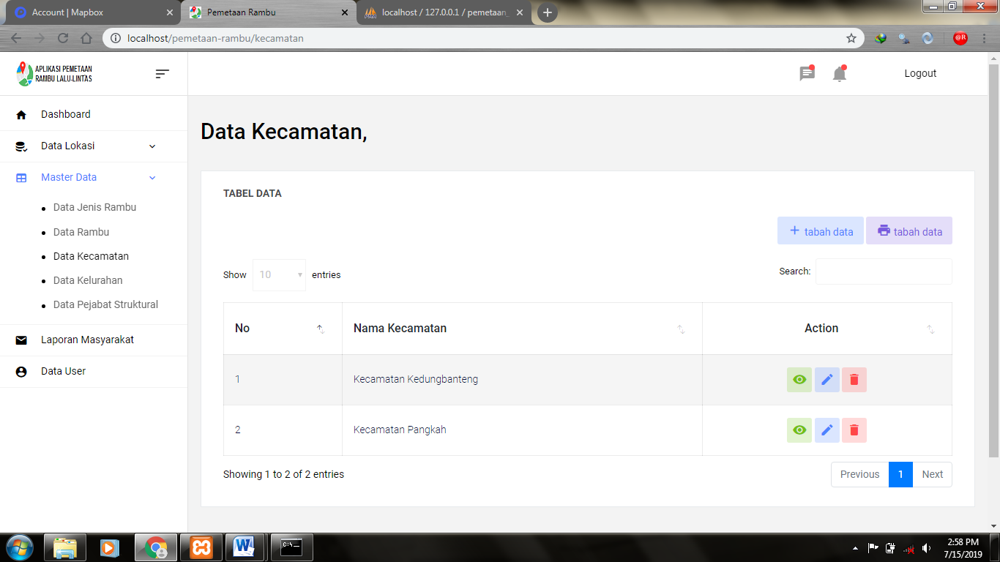 Account | Mapbox
Pemetaan Rambu
localhost / 127.0.0.1 / pemetaan_
localhost/pemetaan-rambu/kecamatan
@R
APLIKASI PEMETAAN
RAMBU LALU-LINTAS
Logout
Dashboard
Data Lokasi
Master Data
Data Jenis Rambu
Data Rambu
Data Kecamatan
Data Kelurahan
Data Pejabat Struktural
Laporan Masyarakat
Data User
Data Kecamatan,
TABEL DATA
+ tabah data
tabah data
Show 10 entries
Search:
No Nama Kecamatan Action
1 Kecamatan Kedungbanteng
2 Kecamatan Pangkah
Showing 1 to 2 of 2 entries
Previous 1 Next
C:\
2:58 PM
7/15/2019